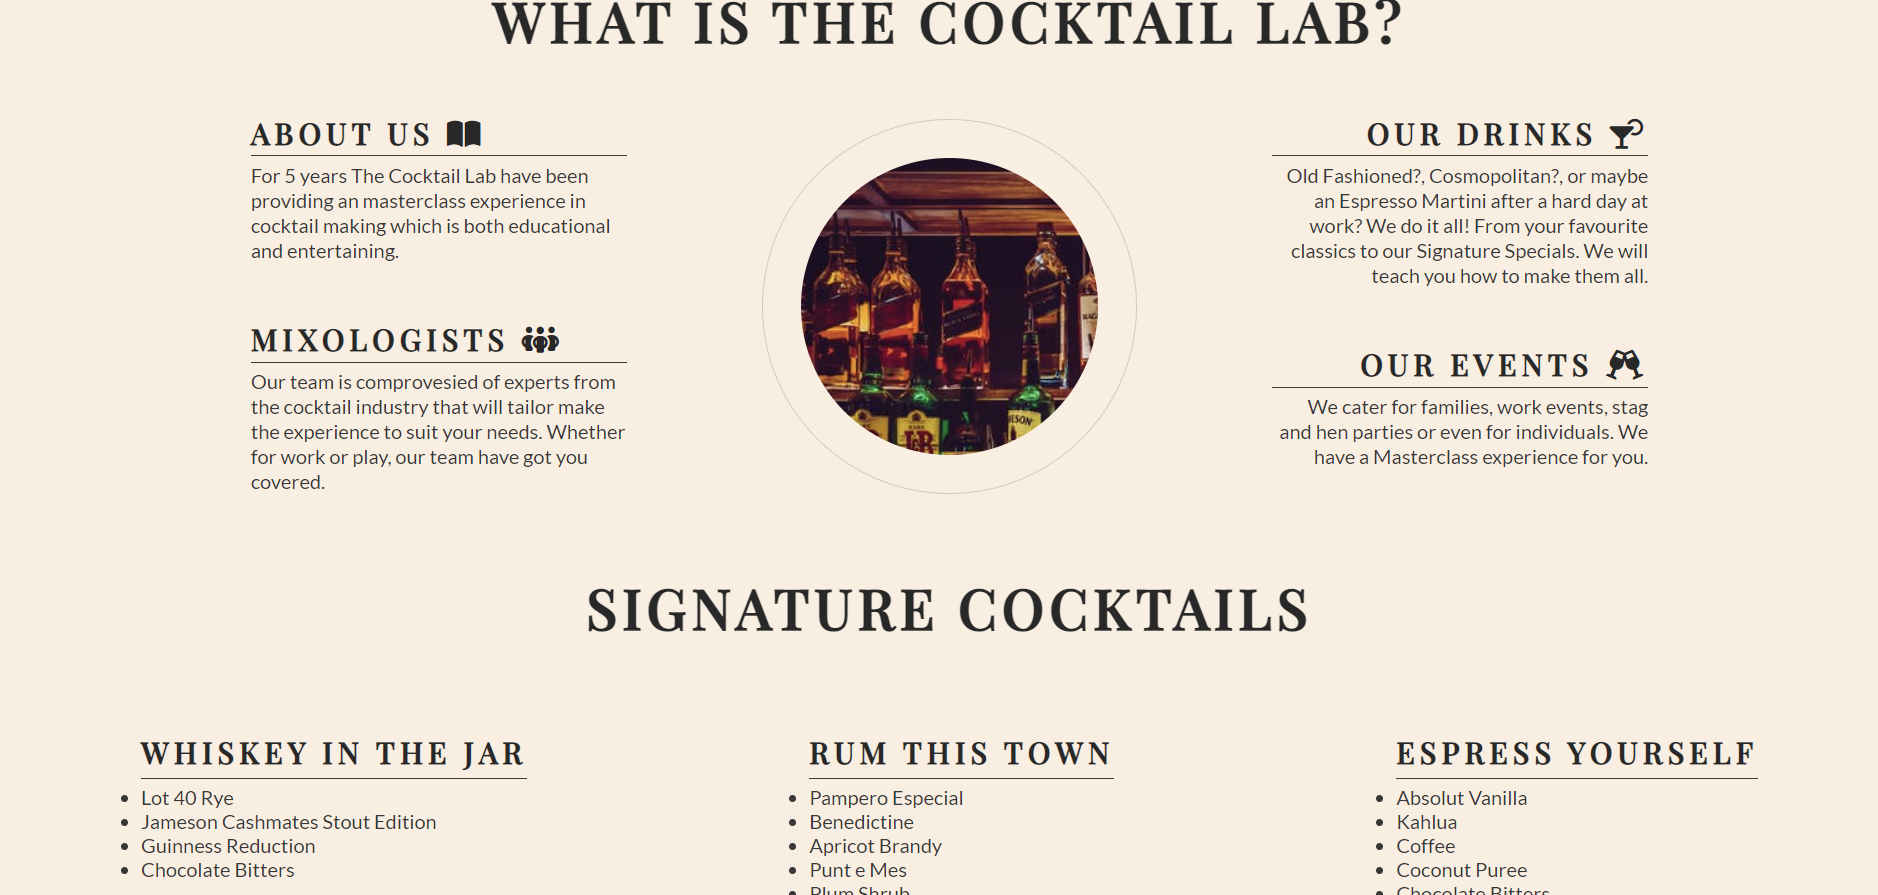 WHAT IS THE COCKTAIL LAB?
ABOUT US
For 5 years The Cocktail Lab have been
providing an masterclass experience in
cocktail making which is both educational
and entertaining.
MIXOLOGISTS
Our team is comprovesied of experts from
the cocktail industry that will tailor make
the experience to suit your needs. Whether
for work or play, our team have got you
covered.
JESON
RARE
J&B
OUR DRINKS
Old Fashioned?, Cosmopolitan?, or maybe
an Espresso Martini after a hard day at
work? We do it all! From your favourite
classics to our Signature Specials. We will
teach you how to make them all.
OUR EVENTS
We cater for families, work events, stag
and hen parties or even for individuals. We
have a Masterclass experience for you.
SIGNATURE COCKTAILS
WHISKEY IN THE JAR
Lot 40 Rye
Jameson Cashmates Stout Edition
Guinness Reduction
Chocolate Bitters
RUM THIS TOWN
Pampero Especial
Benedictine
Apricot Brandy
Punt e Mes
Plum Shrub
ESPRESS YOURSELF
Absolut Vanilla
Kahlua
Coffee
Coconut Puree
Chocolate Bitters